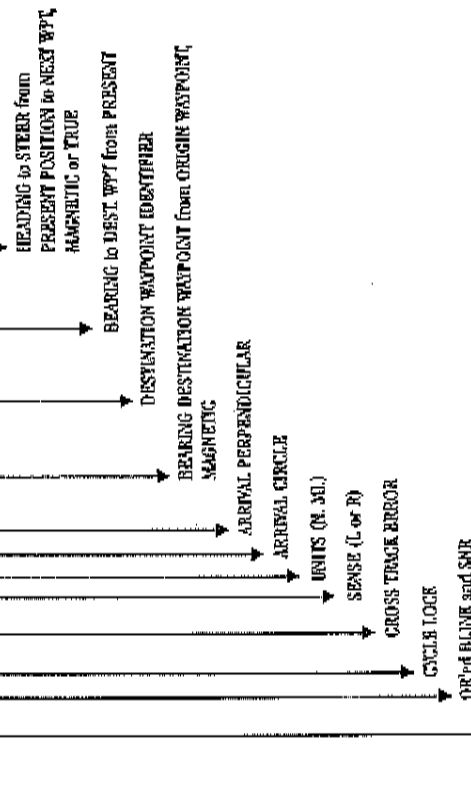 HEADING to STEER from
PRESENT POSITION to NEXT WPT,
MAGNETIC or TRUE
BEARING to DEST. WPT from PRESENT
DESTINATION WAYPOINT IDENTIFIER
BEARING DESTINATION WAYPOINT from ORIGIN WAYPOINT,
MAGNETIC
ARRIVAL PERPENDICULAR
ARRIVAL CIRCLE
UNITS (N. MI.)
SENSE (L or R)
CROSS TRACK ERROR
CYCLE LOCK
OR'ed BLINK and SNR